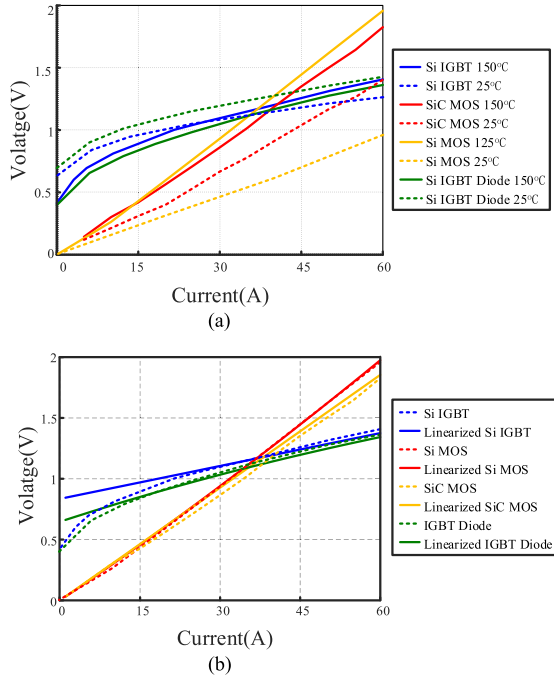 2
1.5
1
0.5
0
0
15
30
45
60
Volatge(V)
Current(A)
Si IGBT 150℃
Si IGBT 25℃
SiC MOS 150℃
SiC MOS 25℃
Si MOS 125℃
Si MOS 25℃
Si IGBT Diode 150℃
Si IGBT Diode 25℃
(a)
2
1.5
1
0.5
0
0
15
30
45
60
Volatge(V)
Current(A)
Si IGBT
Linearized Si IGBT
Si MOS
Linearized Si MOS
SiC MOS
Linearized SiC MOS
IGBT Diode
Linearized IGBT Diode
(b)